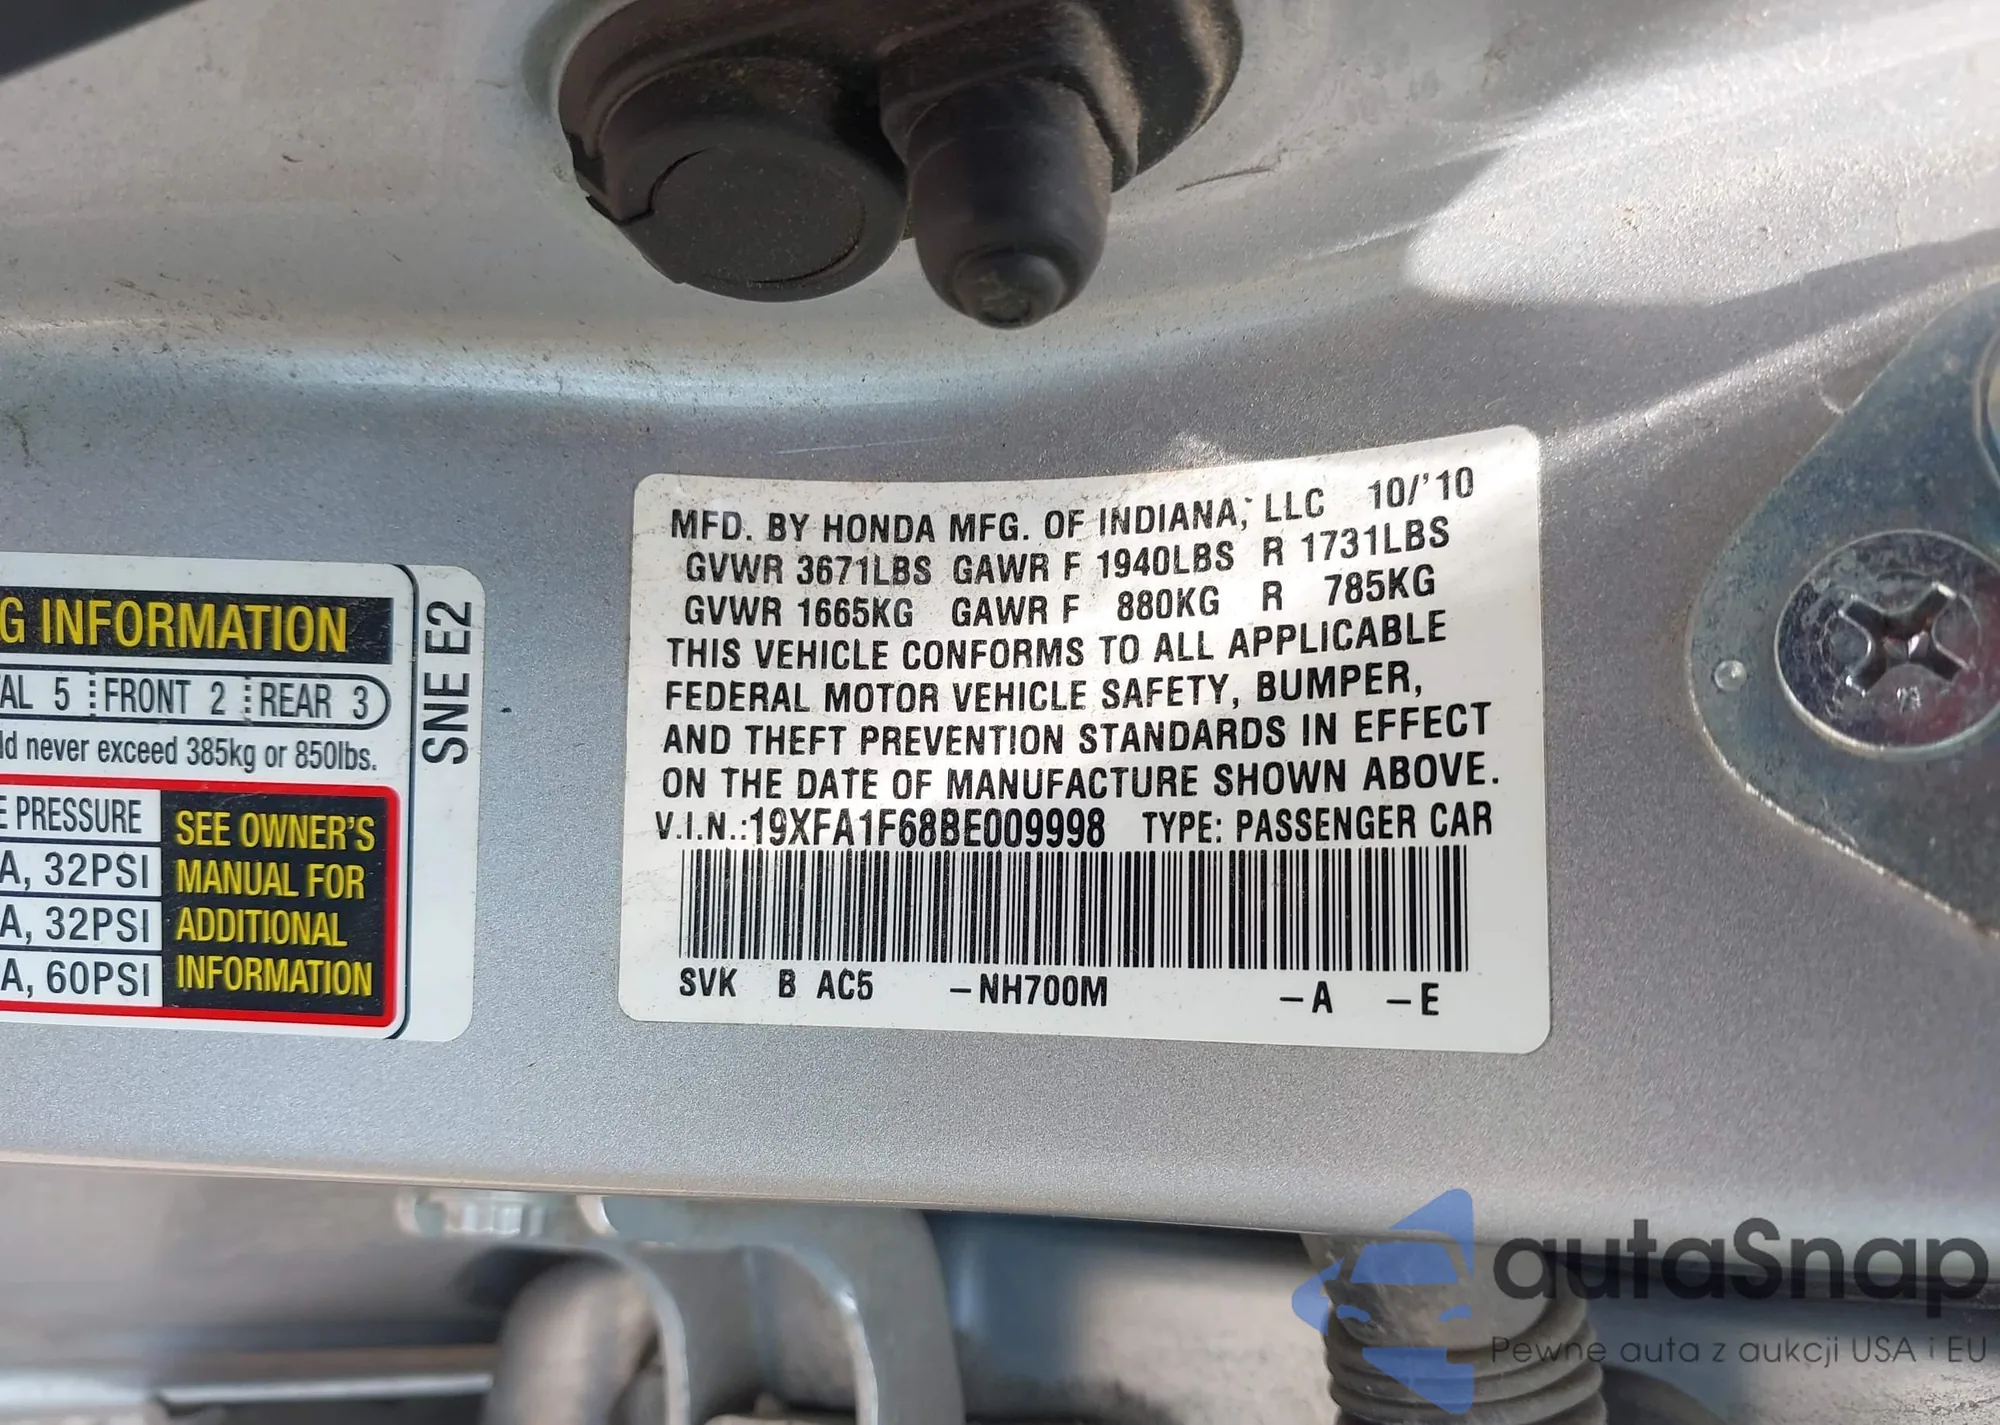 G INFORMATION
AL 5 FRONT 2 REAR 3
ld never exceed 385kg or 850lbs.
E PRESSURE
A, 32PSI
A, 32PSI
A, 60PSI
SEE OWNER'S
MANUAL FOR
ADDITIONAL
INFORMATION
SNE E2
MFD. BY HONDA MFG. OF INDIANA, LLC 10/'10
GVWR 3671LBS GAWR F 1940LBS R 1731LBS
GVWR 1665KG GAWR F 880KG R 785KG
THIS VEHICLE CONFORMS TO ALL APPLICABLE
FEDERAL MOTOR VEHICLE SAFETY, BUMPER,
AND THEFT PREVENTION STANDARDS IN EFFECT
ON THE DATE OF MANUFACTURE SHOWN ABOVE.
V.I.N.:19XFA1F68BE009998 TYPE: PASSENGER CAR
SVK B AC5 -NH700M -A -E
autaSnap
Pewne auta z aukcji USA i EU